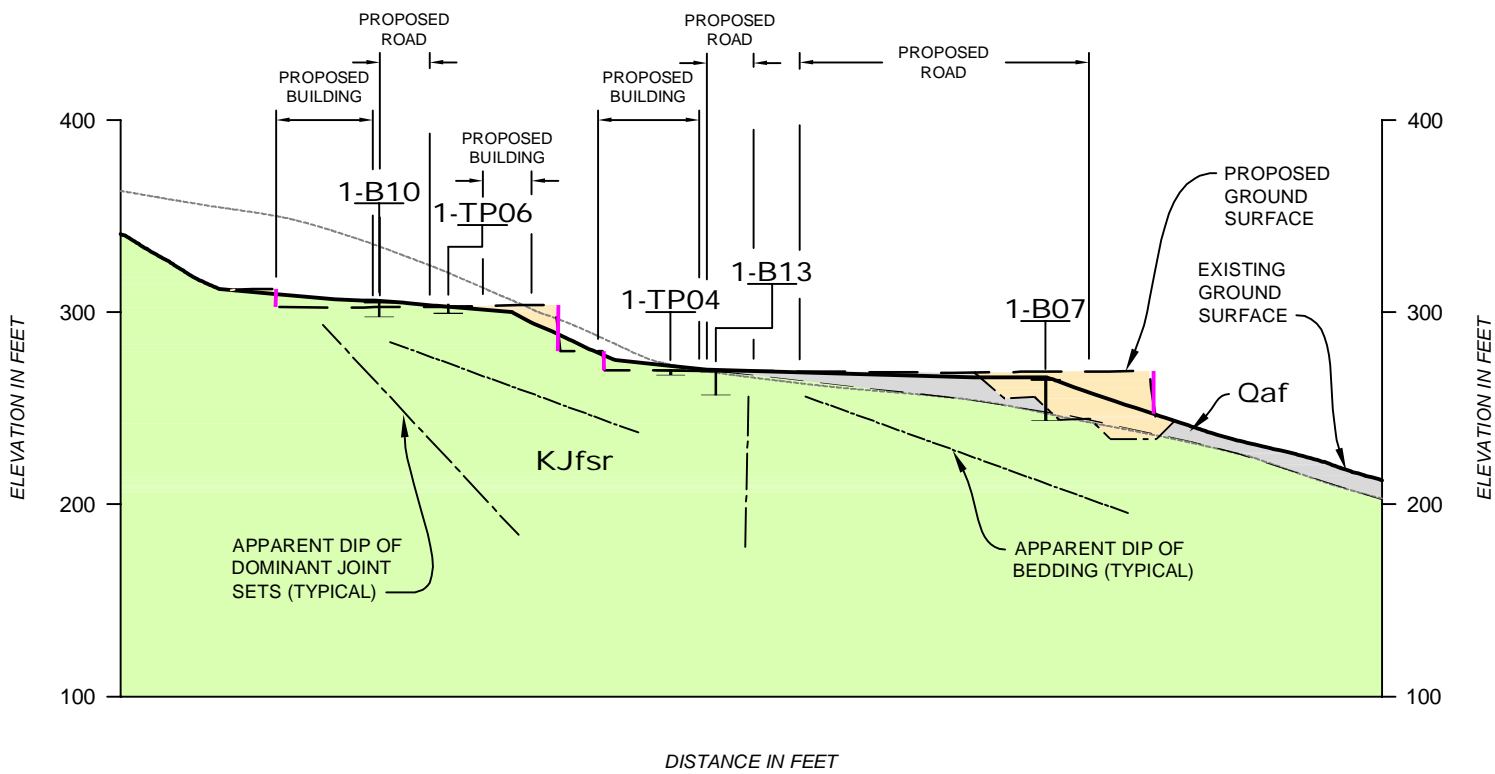 PROPOSED
ROAD
PROPOSED
ROAD
PROPOSED
ROAD
PROPOSED
BUILDING
PROPOSED
BUILDING
PROPOSED
BUILDING
400
400
1-B10
1-TP06
PROPOSED
GROUND
SURFACE
1-B13
EXISTING
GROUND
SURFACE
1-TP04
1-B07
300
300
Qaf
ELEVATION IN FEET
ELEVATION IN FEET
KJfsr
200
200
APPARENT DIP OF
DOMINANT JOINT
SETS (TYPICAL)
APPARENT DIP OF
BEDDING (TYPICAL)
100
100
DISTANCE IN FEET